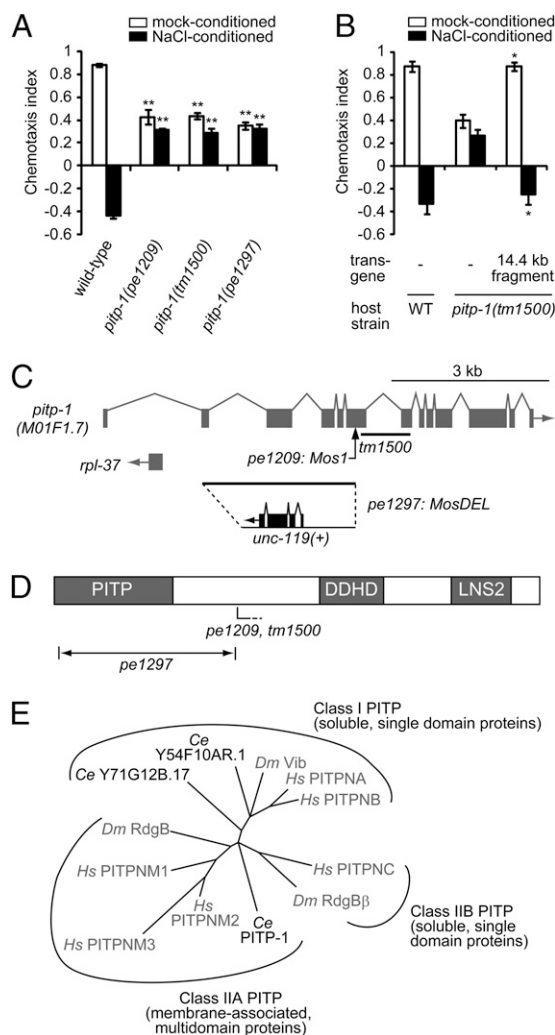 A
mock-conditioned
NaCl-conditioned
Chemotaxis index
1
0.8
0.6
0.4
0.2
0
-0.2
-0.4
-0.6
** ** ** ** ** **
wild-type
pitp-1(pe1209)
pitp-1(tm1500)
pitp-1(pe1297)
B
mock-conditioned
NaCl-conditioned
Chemotaxis index
1
0.8
0.6
0.4
0.2
0
-0.2
-0.4
-0.6
*
*
trans-
gene
- - 14.4 kb
fragment
host
strain
WT pitp-1(tm1500)
C
3 kb
pitp-1
(M01F1.7)
rpl-37
pe1209: Mos1
tm1500
pe1297: MosDEL
unc-119(+)
D
PITP DDHD LNS2
pe1209, tm1500
pe1297
E
Class I PITP
(soluble, single domain proteins)
Ce
Y54F10AR.1
Ce Y71G12B.17
Dm Vib
Hs PITPNA
Hs PITPNB
Dm RdgB
Hs PITPNM1
Hs
PITPNM2
Hs PITPNM3
Ce
PITP-1
Hs PITPNC
Dm RdgBβ
Class IIB PITP
(soluble, single
domain proteins)
Class IIA PITP
(membrane-associated,
multidomain proteins)